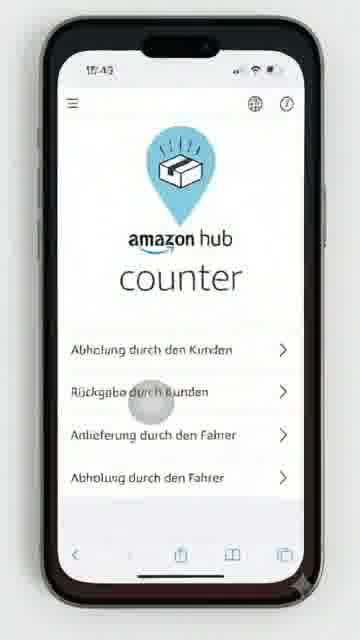 amazon hub
counter
Abholung durch den Kunden
Rückgabe durch Kunden
Anlieferung durch den Fahrer
Abholung durch den Fahrer